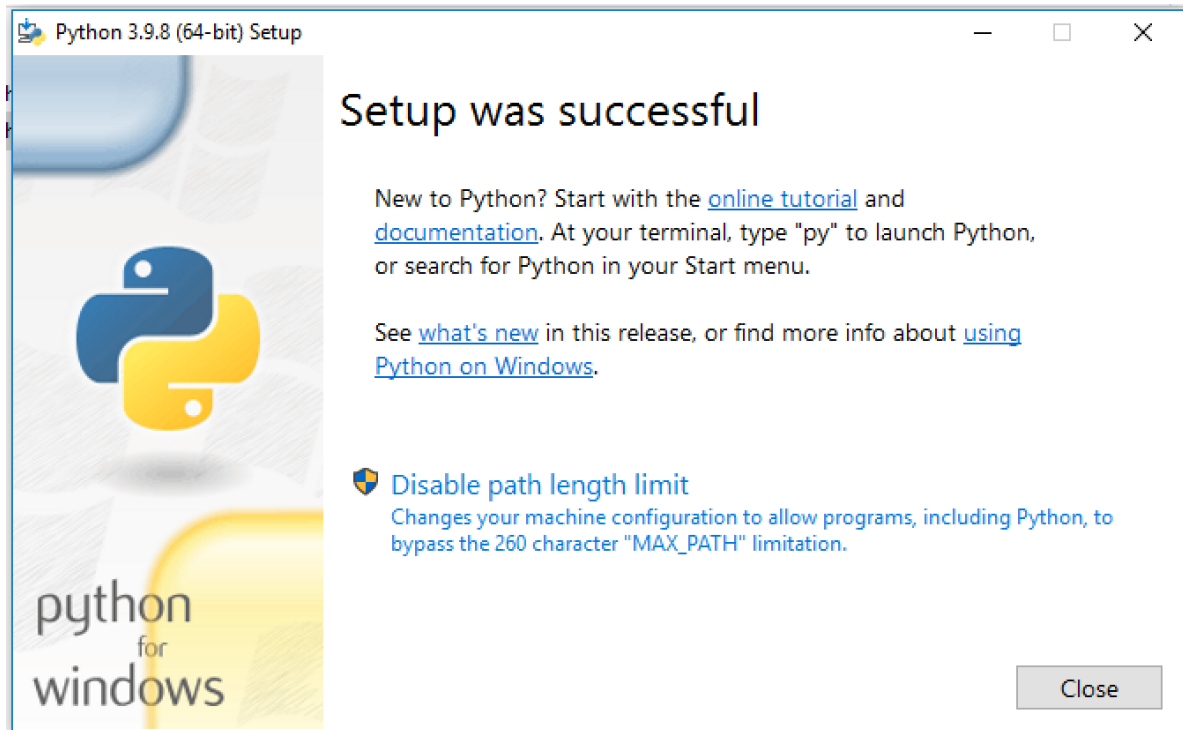 Python 3.9.8 (64-bit) Setup
Setup was successful
New to Python? Start with the online tutorial and
documentation. At your terminal, type "py" to launch Python,
or search for Python in your Start menu.
See what's new in this release, or find more info about using
Python on Windows.
Disable path length limit
Changes your machine configuration to allow programs, including Python, to
bypass the 260 character "MAX_PATH" limitation.
python
for
windows
Close